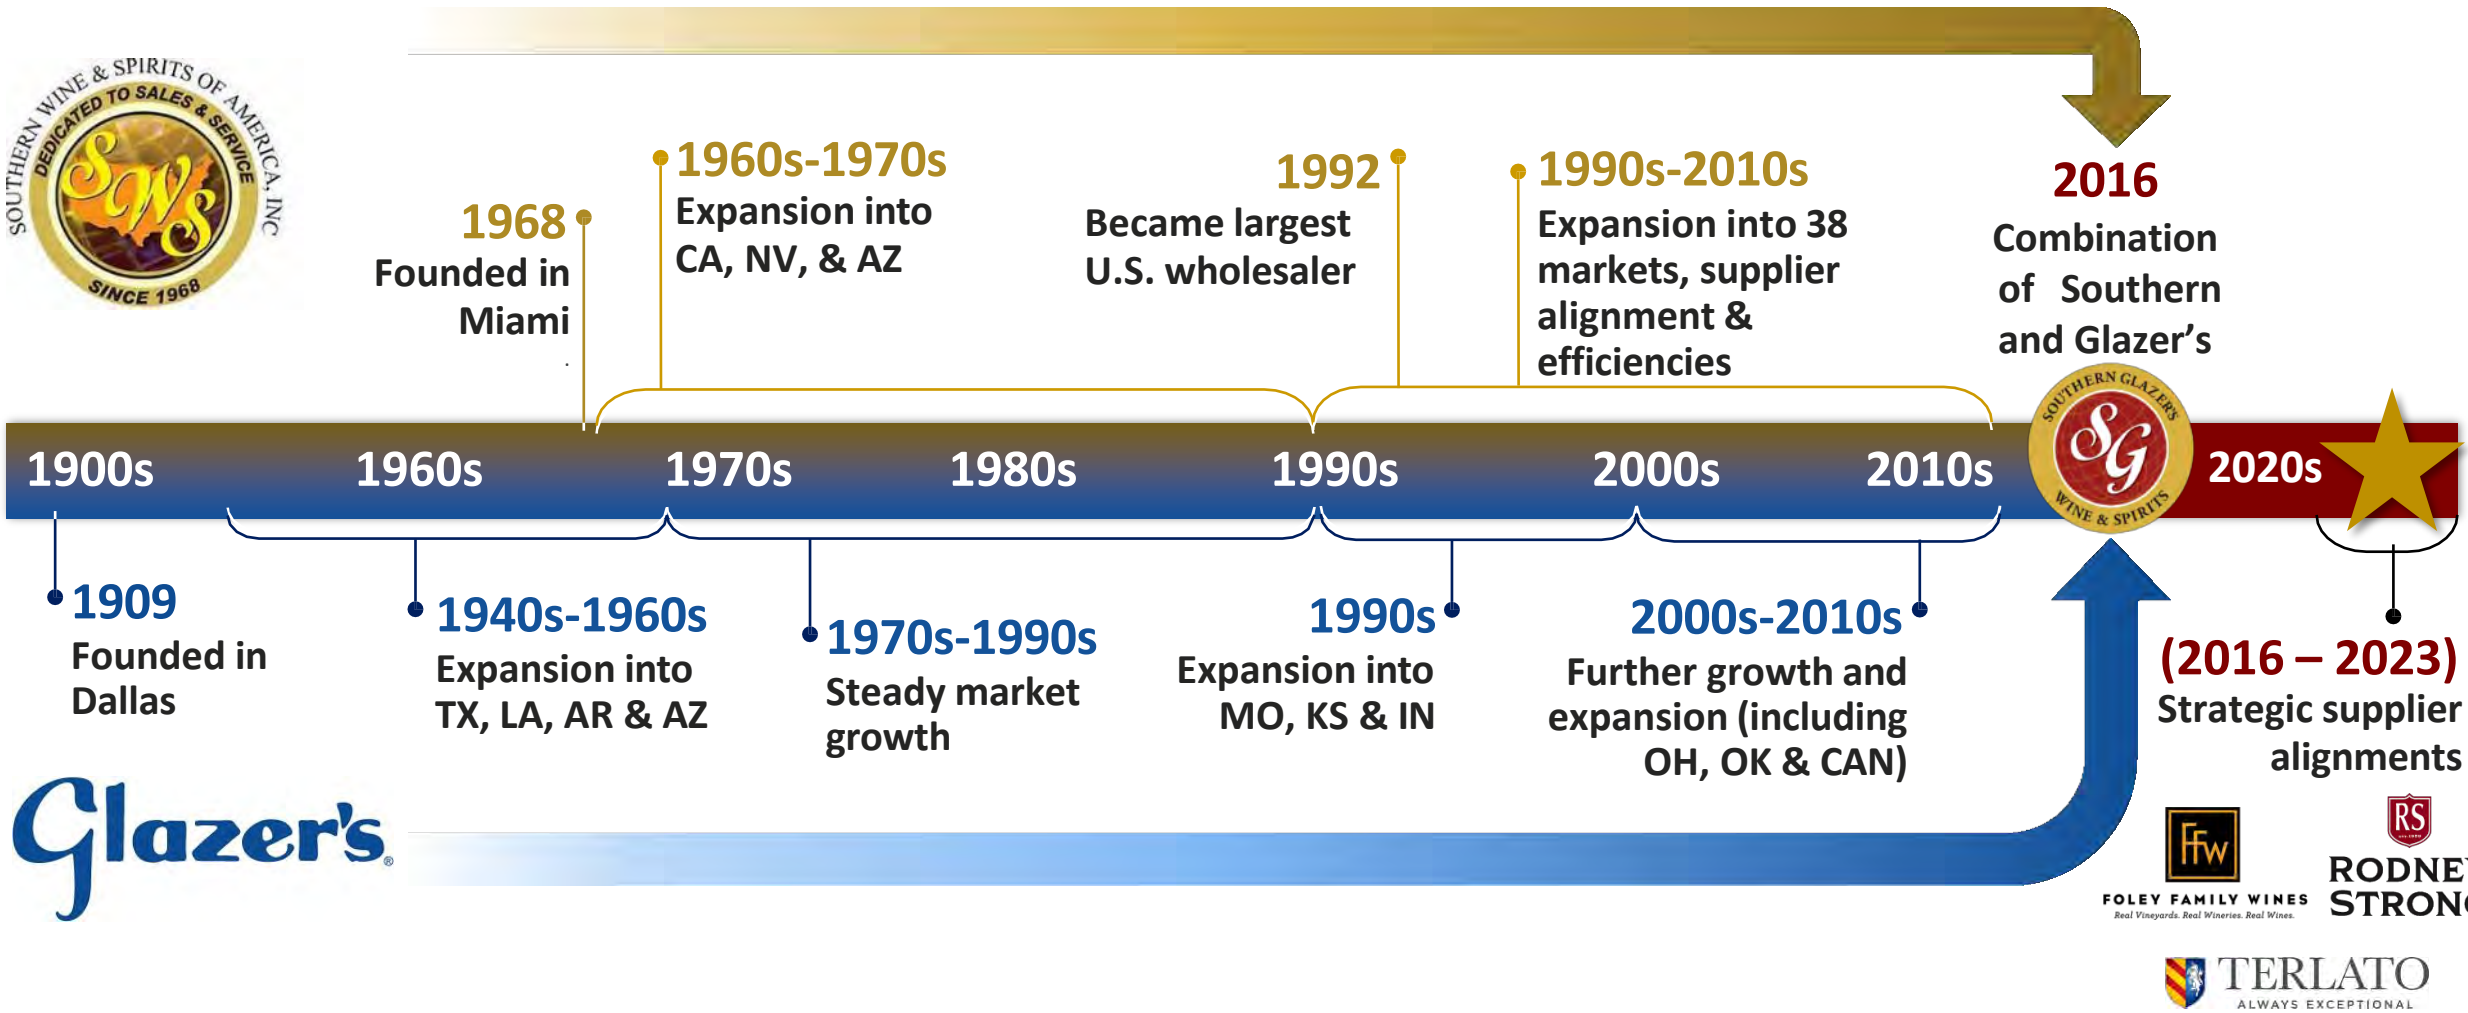 SOUTHERN WINE & SPIRITS OF AMERICA, INC
DEDICATED TO SALES & SERVICE
SWS
SINCE 1968
1968
Founded in
Miami
.
1960s-1970s
Expansion into
CA, NV, & AZ
1992
Became largest
U.S. wholesaler
1990s-2010s
Expansion into 38
markets, supplier
alignment &
efficiencies
2016
Combination
of Southern
and Glazer’s
1900s
1960s
1970s
1980s
1990s
2000s
2010s
SOUTHERN GLAZER'S
SG
WINE & SPIRITS
2020s
1909
Founded in
Dallas
1940s-1960s
Expansion into
TX, LA, AR & AZ
1970s-1990s
Steady market
growth
1990s
Expansion into
MO, KS & IN
2000s-2010s
Further growth and
expansion (including
OH, OK & CAN)
(2016 – 2023)
Strategic supplier
alignments
Glazer's®
FFW
FOLEY FAMILY WINES
Real Vineyards. Real Wineries. Real Wines.
RS
RODNEY
STRONG
TERLATO
ALWAYS EXCEPTIONAL